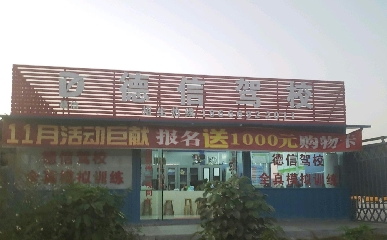 D 德信驾校
11月活动巨献 报名送1000元购物卡
德信驾校
全真模拟训练
德信驾校
全真模拟训练